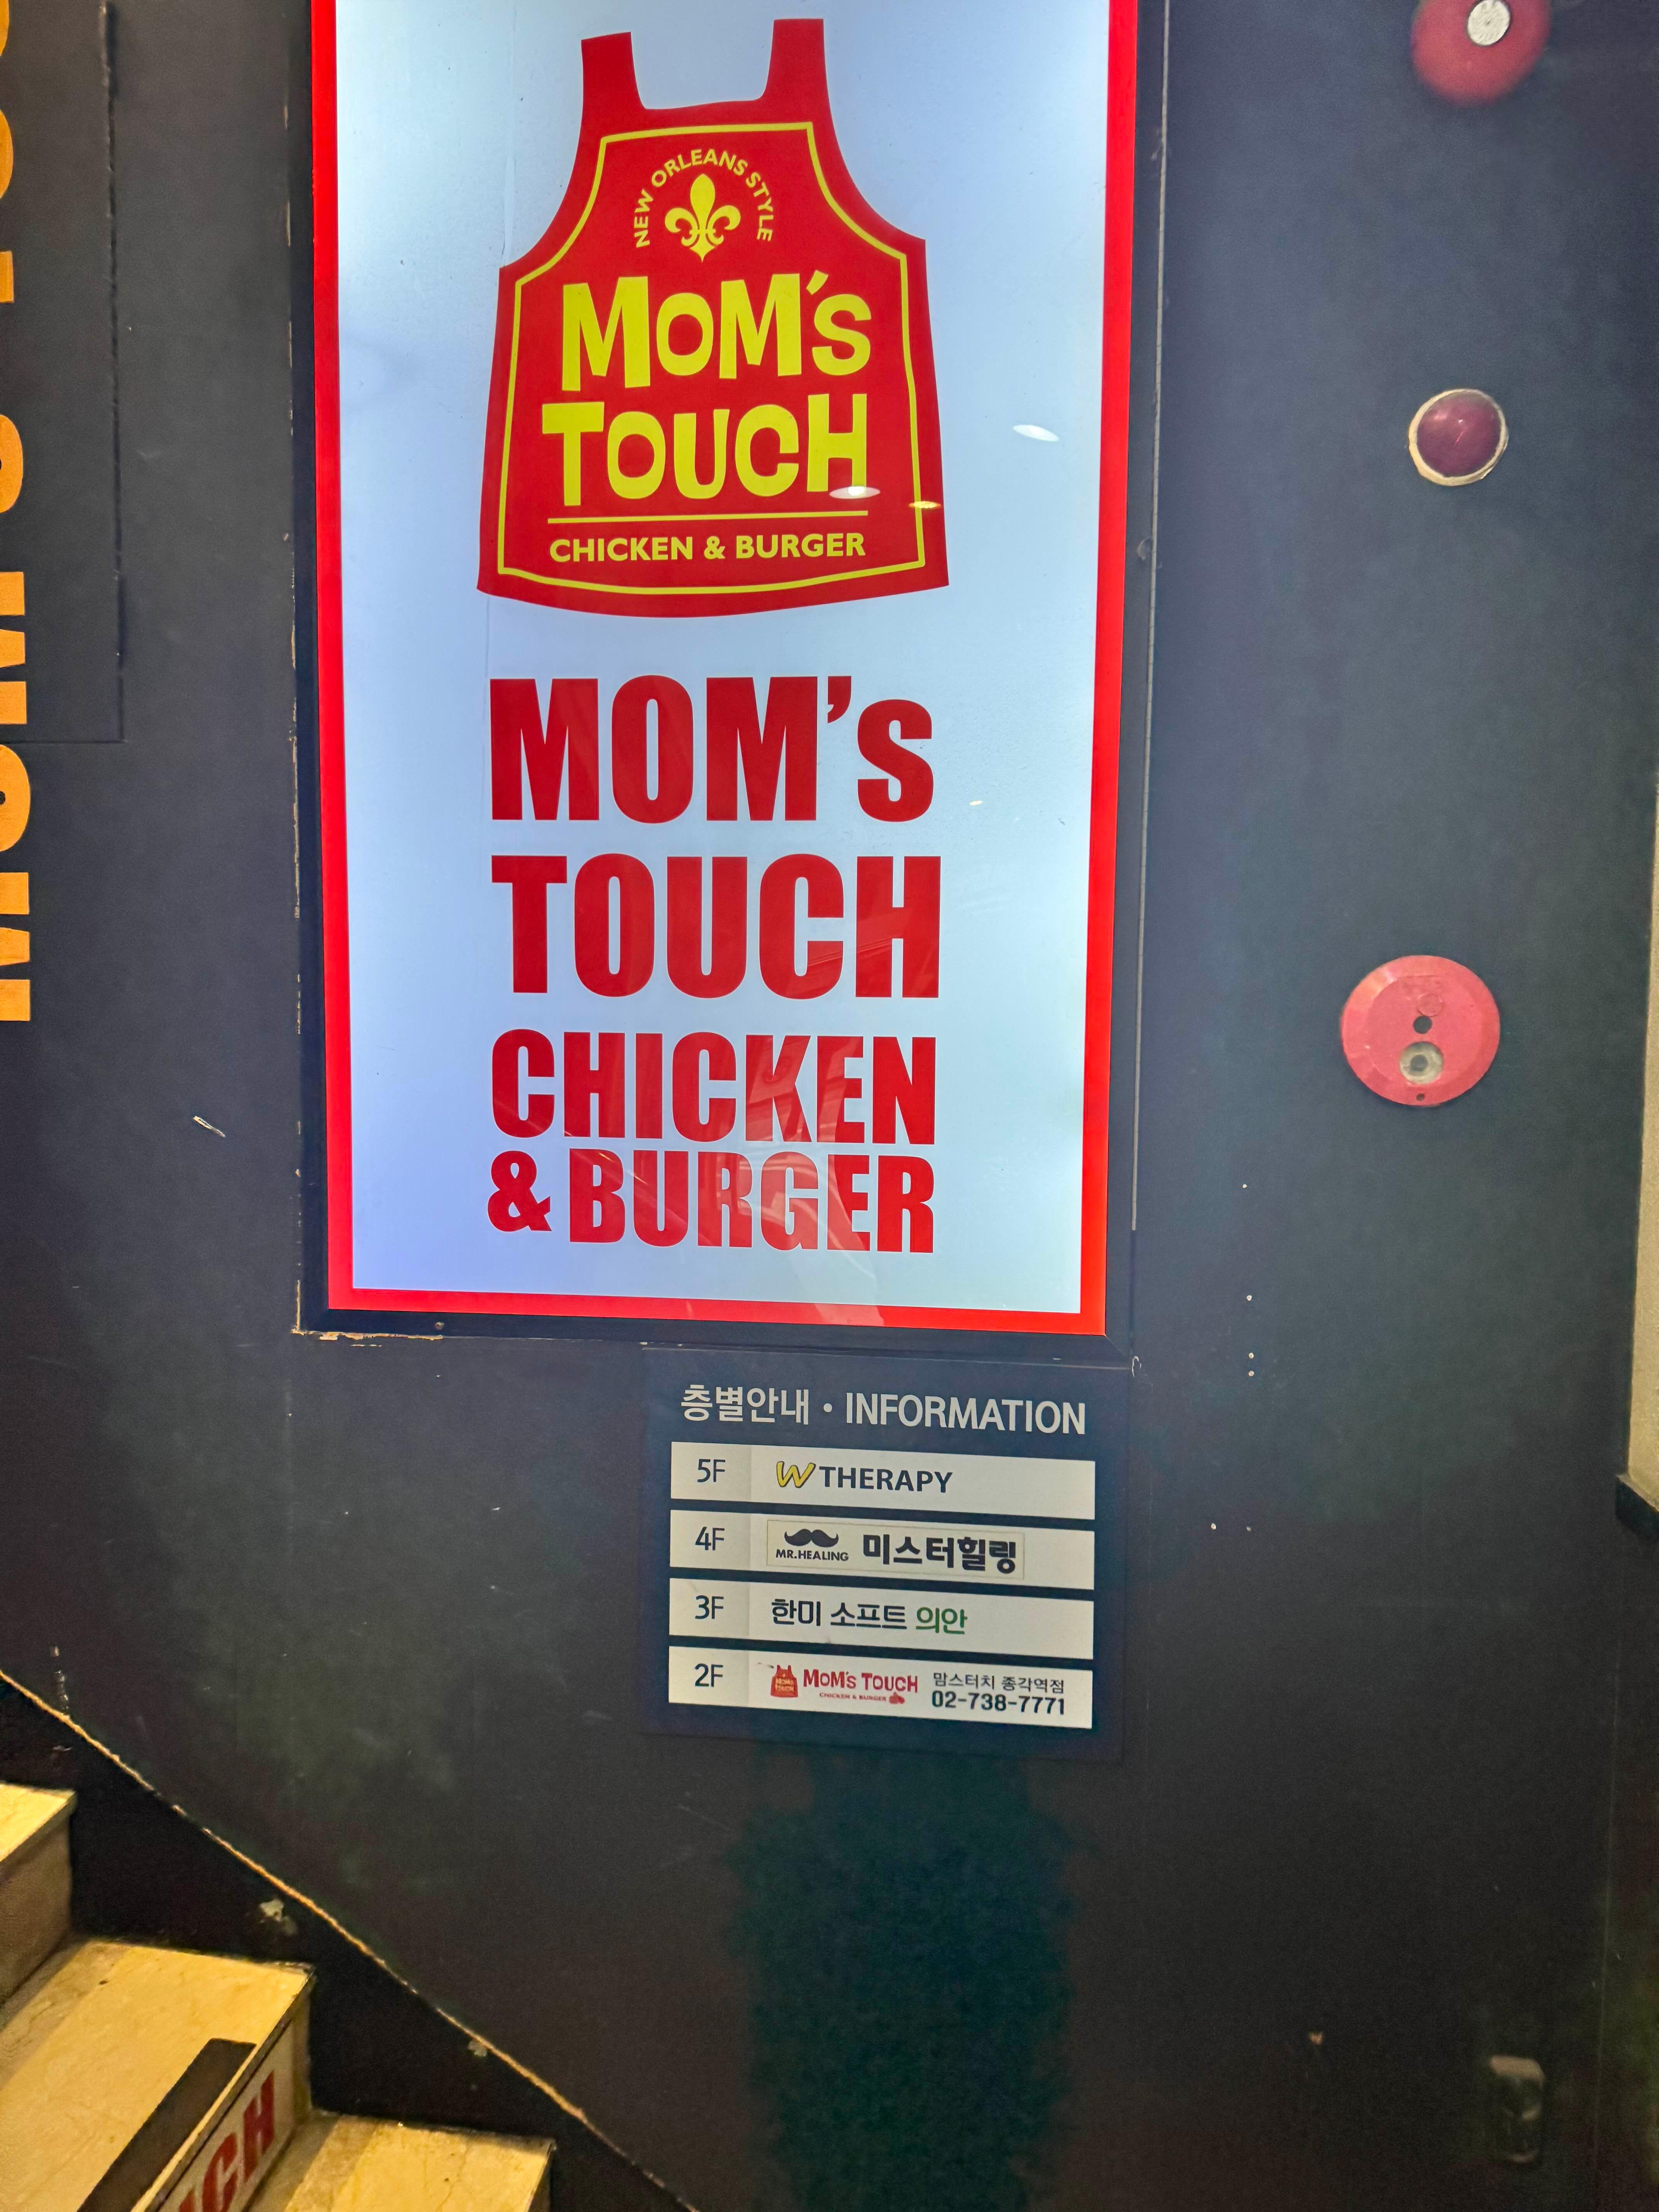 NEW ORLEANS STYLE
MOM'S
TOUCH
CHICKEN & BURGER
MOM's
TOUCH
CHICKEN
& BURGER
층별안내 • INFORMATION
5F W THERAPY
4F MR.HEALING 미스터힐링
3F 한미 소프트 의안
2F MOM'S TOUCH 맘스터치 종각역점
CHICKEN & BURGER 02-738-7771